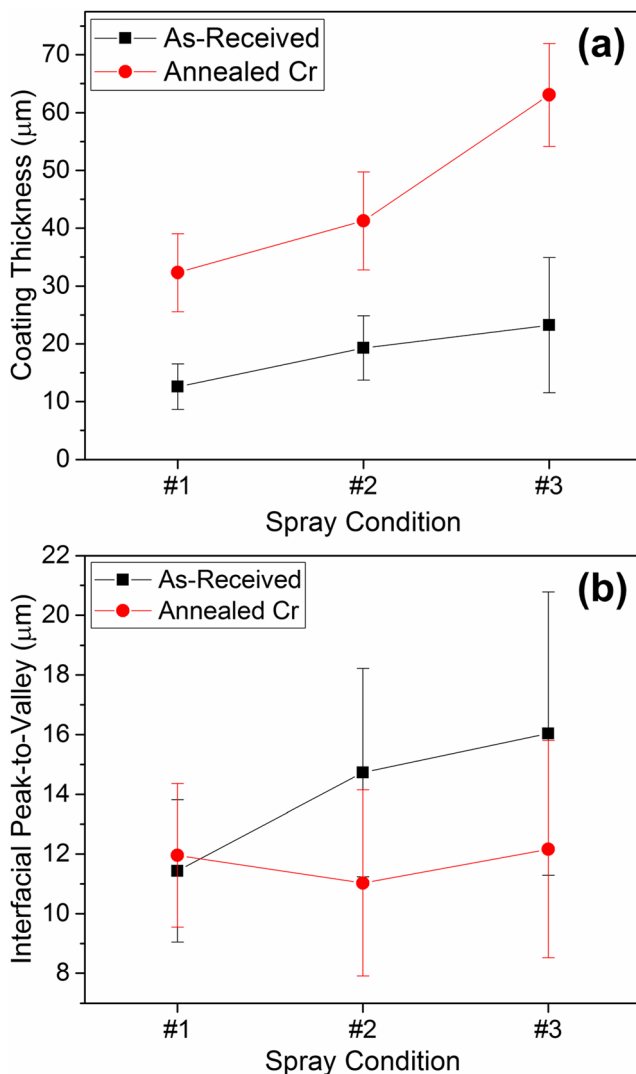 (a)
As-Received
Annealed Cr
Coating Thickness (μm)
70
60
50
40
30
20
10
0
#1 #2 #3
Spray Condition
(b)
As-Received
Annealed Cr
Interfacial Peak-to-Valley (μm)
22
20
18
16
14
12
10
8
#1 #2 #3
Spray Condition